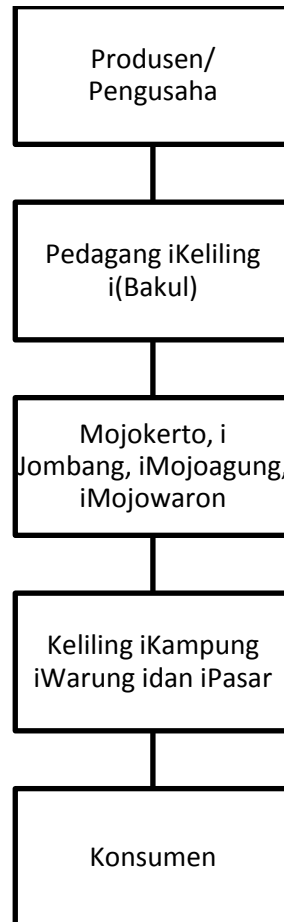 Produsen/
Pengusaha
Pedagang iKeliling
i(Bakul)
Mojokerto, i
Jombang, iMojoagung,
iMojowaron
Keliling iKampung
iWarung idan iPasar
Konsumen